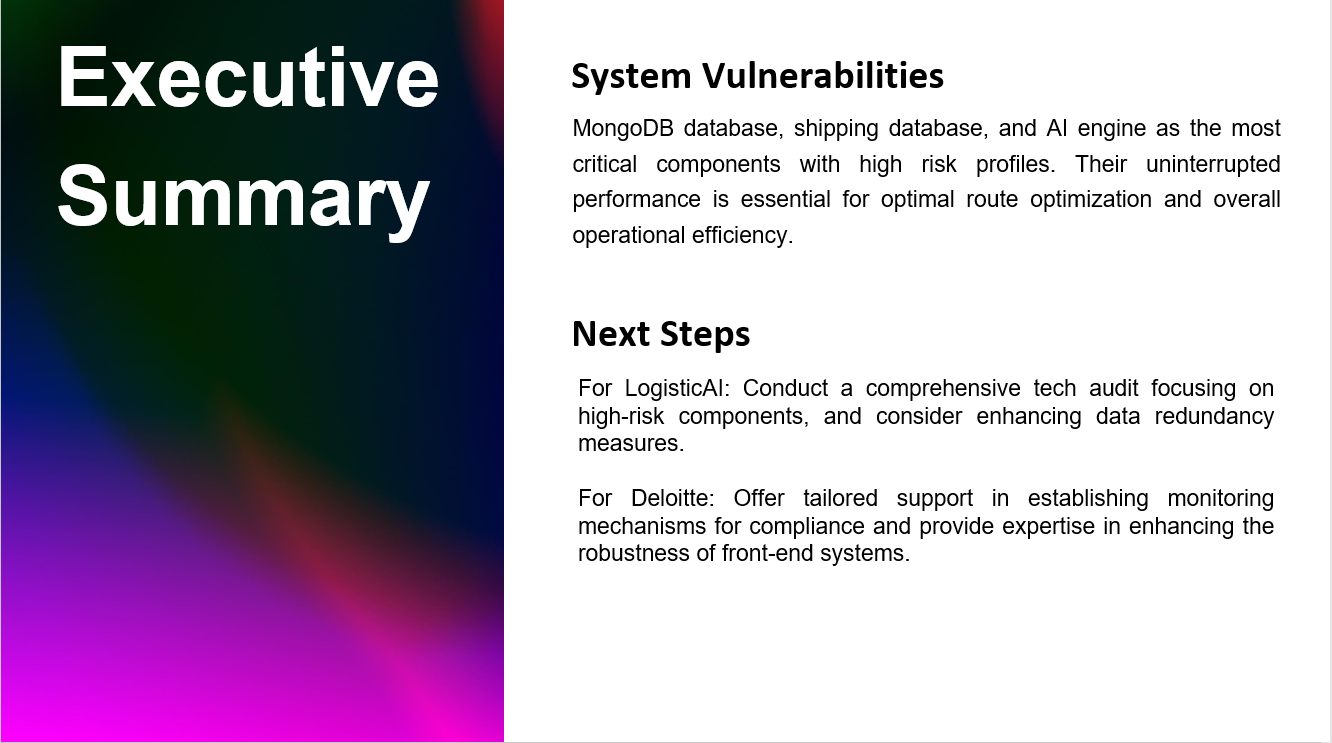 Executive
Summary
System Vulnerabilities
MongoDB database, shipping database, and AI engine as the most
critical components with high risk profiles. Their uninterrupted
performance is essential for optimal route optimization and overall
operational efficiency.
Next Steps
For LogisticAI: Conduct a comprehensive tech audit focusing on
high-risk components, and consider enhancing data redundancy
measures.
For Deloitte: Offer tailored support in establishing monitoring
mechanisms for compliance and provide expertise in enhancing the
robustness of front-end systems.